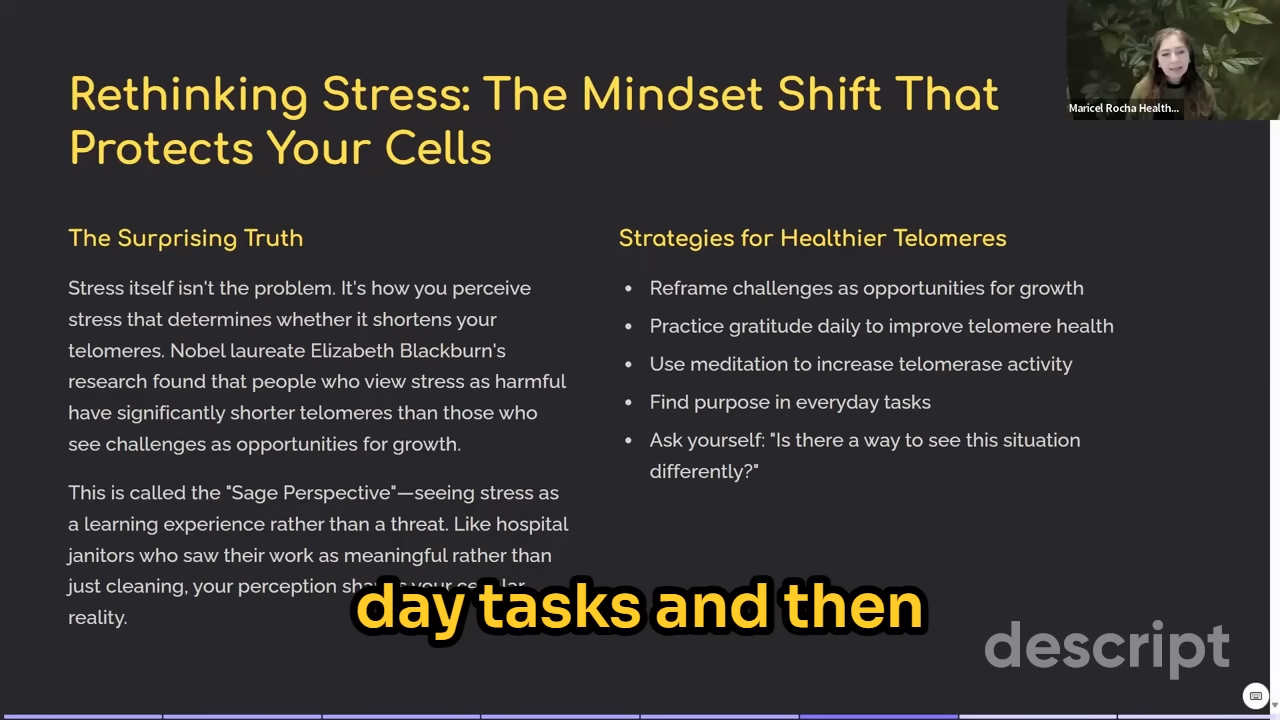 Rethinking Stress: The Mindset Shift That
Protects Your Cells
Maricel Rocha Health...
The Surprising Truth
Stress itself isn't the problem. It's how you perceive
stress that determines whether it shortens your
telomeres. Nobel laureate Elizabeth Blackburn's
research found that people who view stress as harmful
have significantly shorter telomeres than those who
see challenges as opportunities for growth.
This is called the "Sage Perspective"—seeing stress as
a learning experience rather than a threat. Like hospital
janitors who saw their work as meaningful rather than
just cleaning, your perception your
reality.
Strategies for Healthier Telomeres
• Reframe challenges as opportunities for growth
• Practice gratitude daily to improve telomere health
• Use meditation to increase telomerase activity
• Find purpose in everyday tasks
• Ask yourself: "Is there a way to see this situation
differently?"
day tasks and then
descript